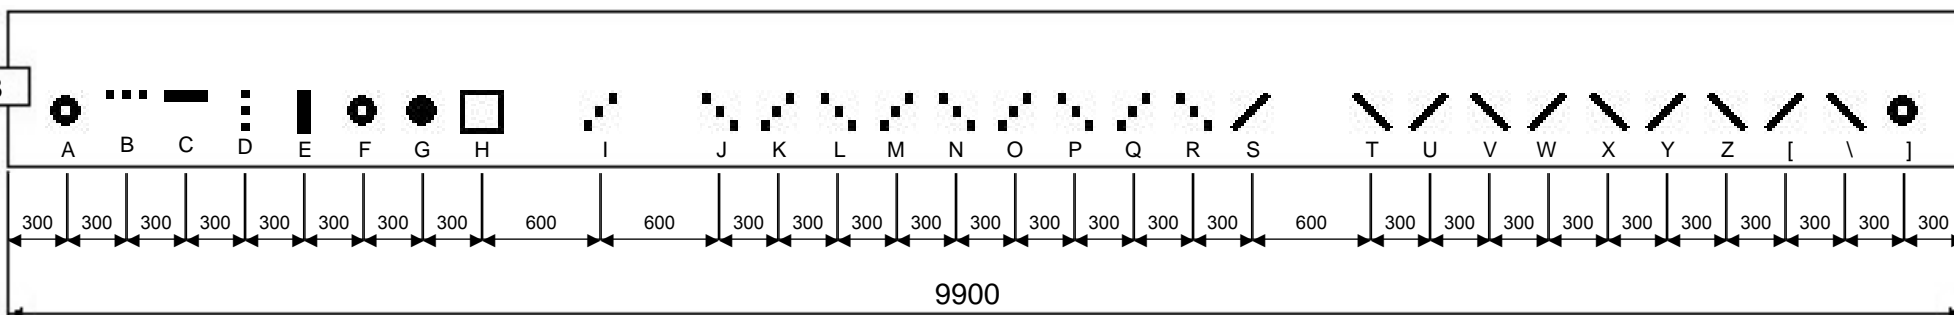 A B C D E F G H I J K L M N O P Q R S T U V W X Y Z [ \ ]
300 300 300 300 300 300 300 300 600 600 300 300 300 300 300 300 300 300 300 600 300 300 300 300 300 300 300 300 300 300
9900